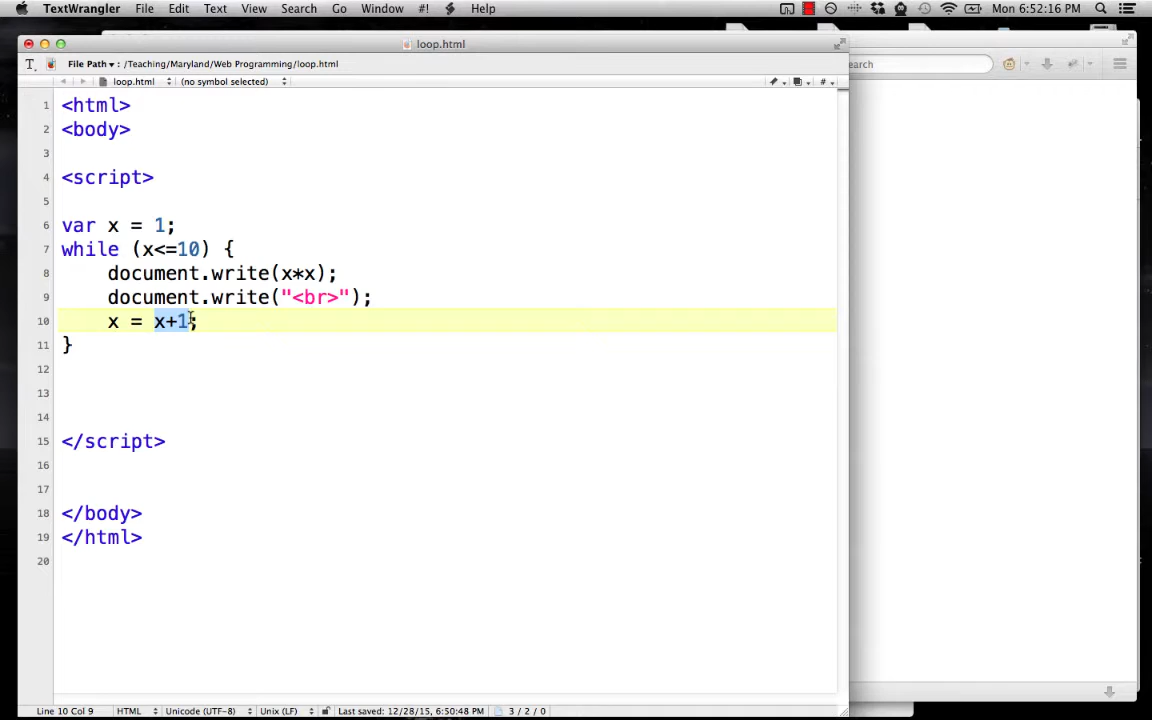 TextWrangler File Edit Text View Search Go Window #! Help Mon 6:52:16 PM
loop.html
File Path ▾ : /Teaching/Maryland/Web Programming/loop.html
earch
loop.html (no symbol selected) #
1 <html>
2 <body>
3
4 <script>
5
6 var x = 1;
7 while (x<=10) {
8 document.write(x*x);
9 document.write("<br>");
10 x = x+1;
11 }
12
13
14
15 </script>
16
17
18 </body>
19 </html>
20
Line 10 Col 9 HTML Unicode (UTF-8) Unix (LF) Last saved: 12/28/15, 6:50:48 PM 3 / 2 / 0